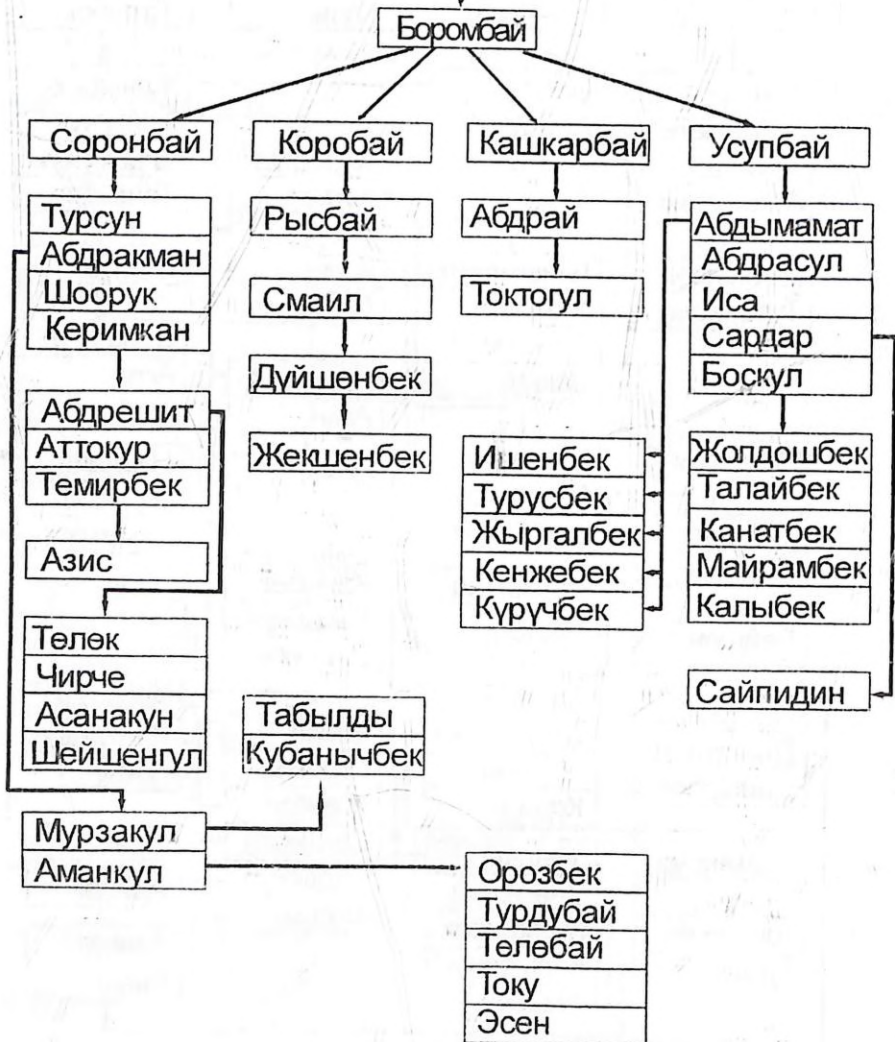 Боромбай
Соронбай
Коробай
Кашкарбай
Усупбай
Турсун
Абдракман
Шоорук
Керимкан
Рысбай
Смаил
Дүйшөнбек
Жекшенбек
Абдрай
Токтогул
Абдымамат
Абдрасул
Иса
Сардар
Боскул
Абдрешит
Аттокур
Темирбек
Азис
Ишенбек
Турусбек
Жыргалбек
Кенжебек
Күрүчбек
Жолдошбек
Талайбек
Канатбек
Майрамбек
Калыбек
Сайпидин
Төлөк
Чирче
Асанакун
Шейшенгул
Табылды
Кубанычбек
Мурзакул
Аманкул
Орозбек
Турдубай
Төлөбай
Току
Эсен